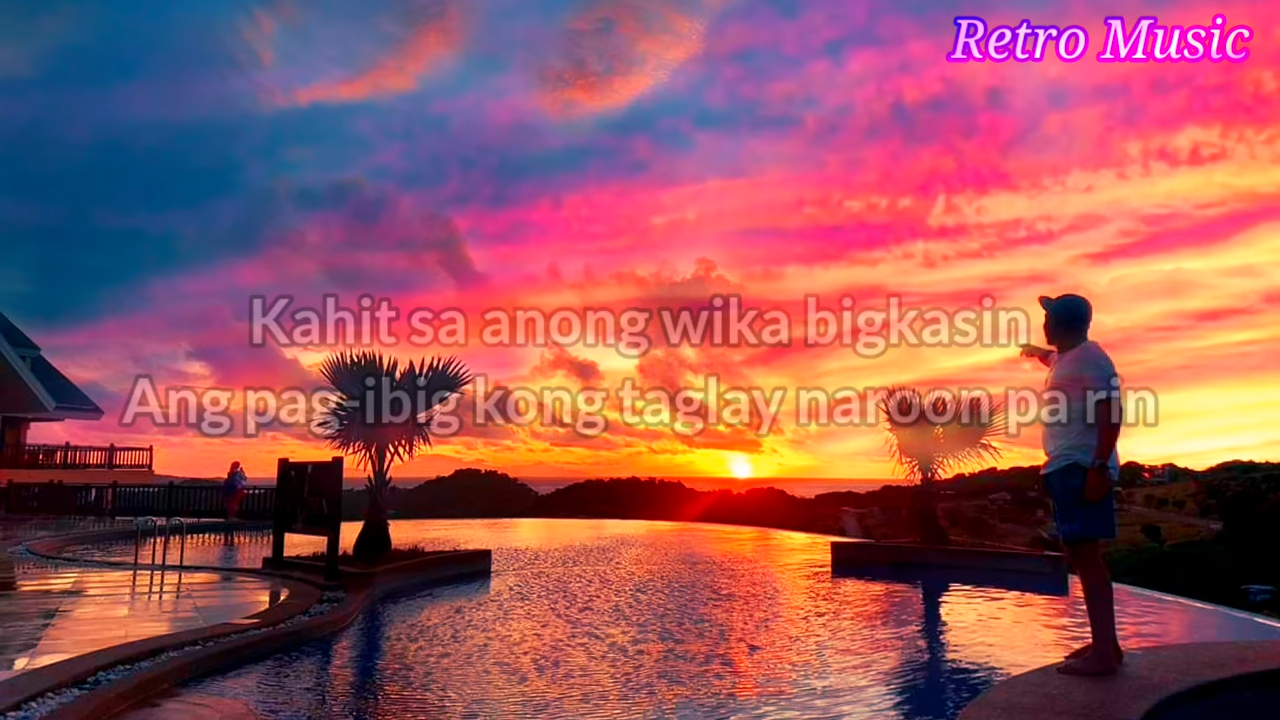 Retro Music
Kahit sa anong wika bigkasin
Ang pag-ibig kong taglay naroon pa rin